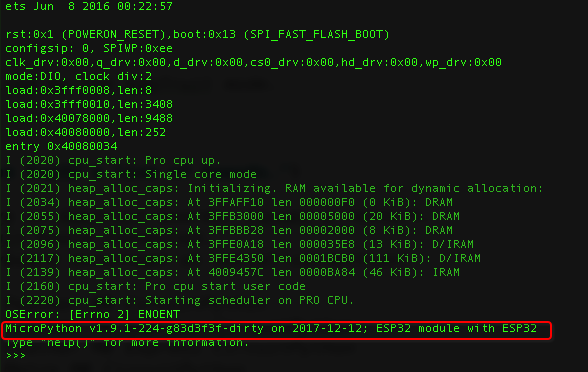 ets Jun  8 2016 00:22:57
rst:0x1 (POWERON_RESET),boot:0x13 (SPI_FAST_FLASH_BOOT)
configsip: 0, SPIWP:0xee
clk_drv:0x00,q_drv:0x00,d_drv:0x00,cs0_drv:0x00,hd_drv:0x00,wp_drv:0x00
mode:DIO, clock div:2
load:0x3fff0008,len:8
load:0x3fff0010,len:3408
load:0x40078000,len:9488
load:0x40080000,len:252
entry 0x40080034
I (2020) cpu_start: Pro cpu up.
I (2020) cpu_start: Single core mode
I (2021) heap_alloc_caps: Initializing. RAM available for dynamic allocation:
I (2034) heap_alloc_caps: At 3FFAFF10 len 000000F0 (0 KiB): DRAM
I (2055) heap_alloc_caps: At 3FFB3000 len 00005000 (20 KiB): DRAM
I (2075) heap_alloc_caps: At 3FFBBB28 len 00002000 (8 KiB): DRAM
I (2096) heap_alloc_caps: At 3FFE0A18 len 000035E8 (13 KiB): D/IRAM
I (2117) heap_alloc_caps: At 3FFE4350 len 0001BCB0 (111 KiB): D/IRAM
I (2139) heap_alloc_caps: At 4009457C len 0000BA84 (46 KiB): IRAM
I (2160) cpu_start: Pro cpu start user code
I (2220) cpu_start: Starting scheduler on PRO CPU.
OSError: [Errno 2] ENOENT
MicroPython v1.9.1-224-g83d3f3f-dirty on 2017-12-12; ESP32 module with ESP32
Type "help()" for more information.
>>>